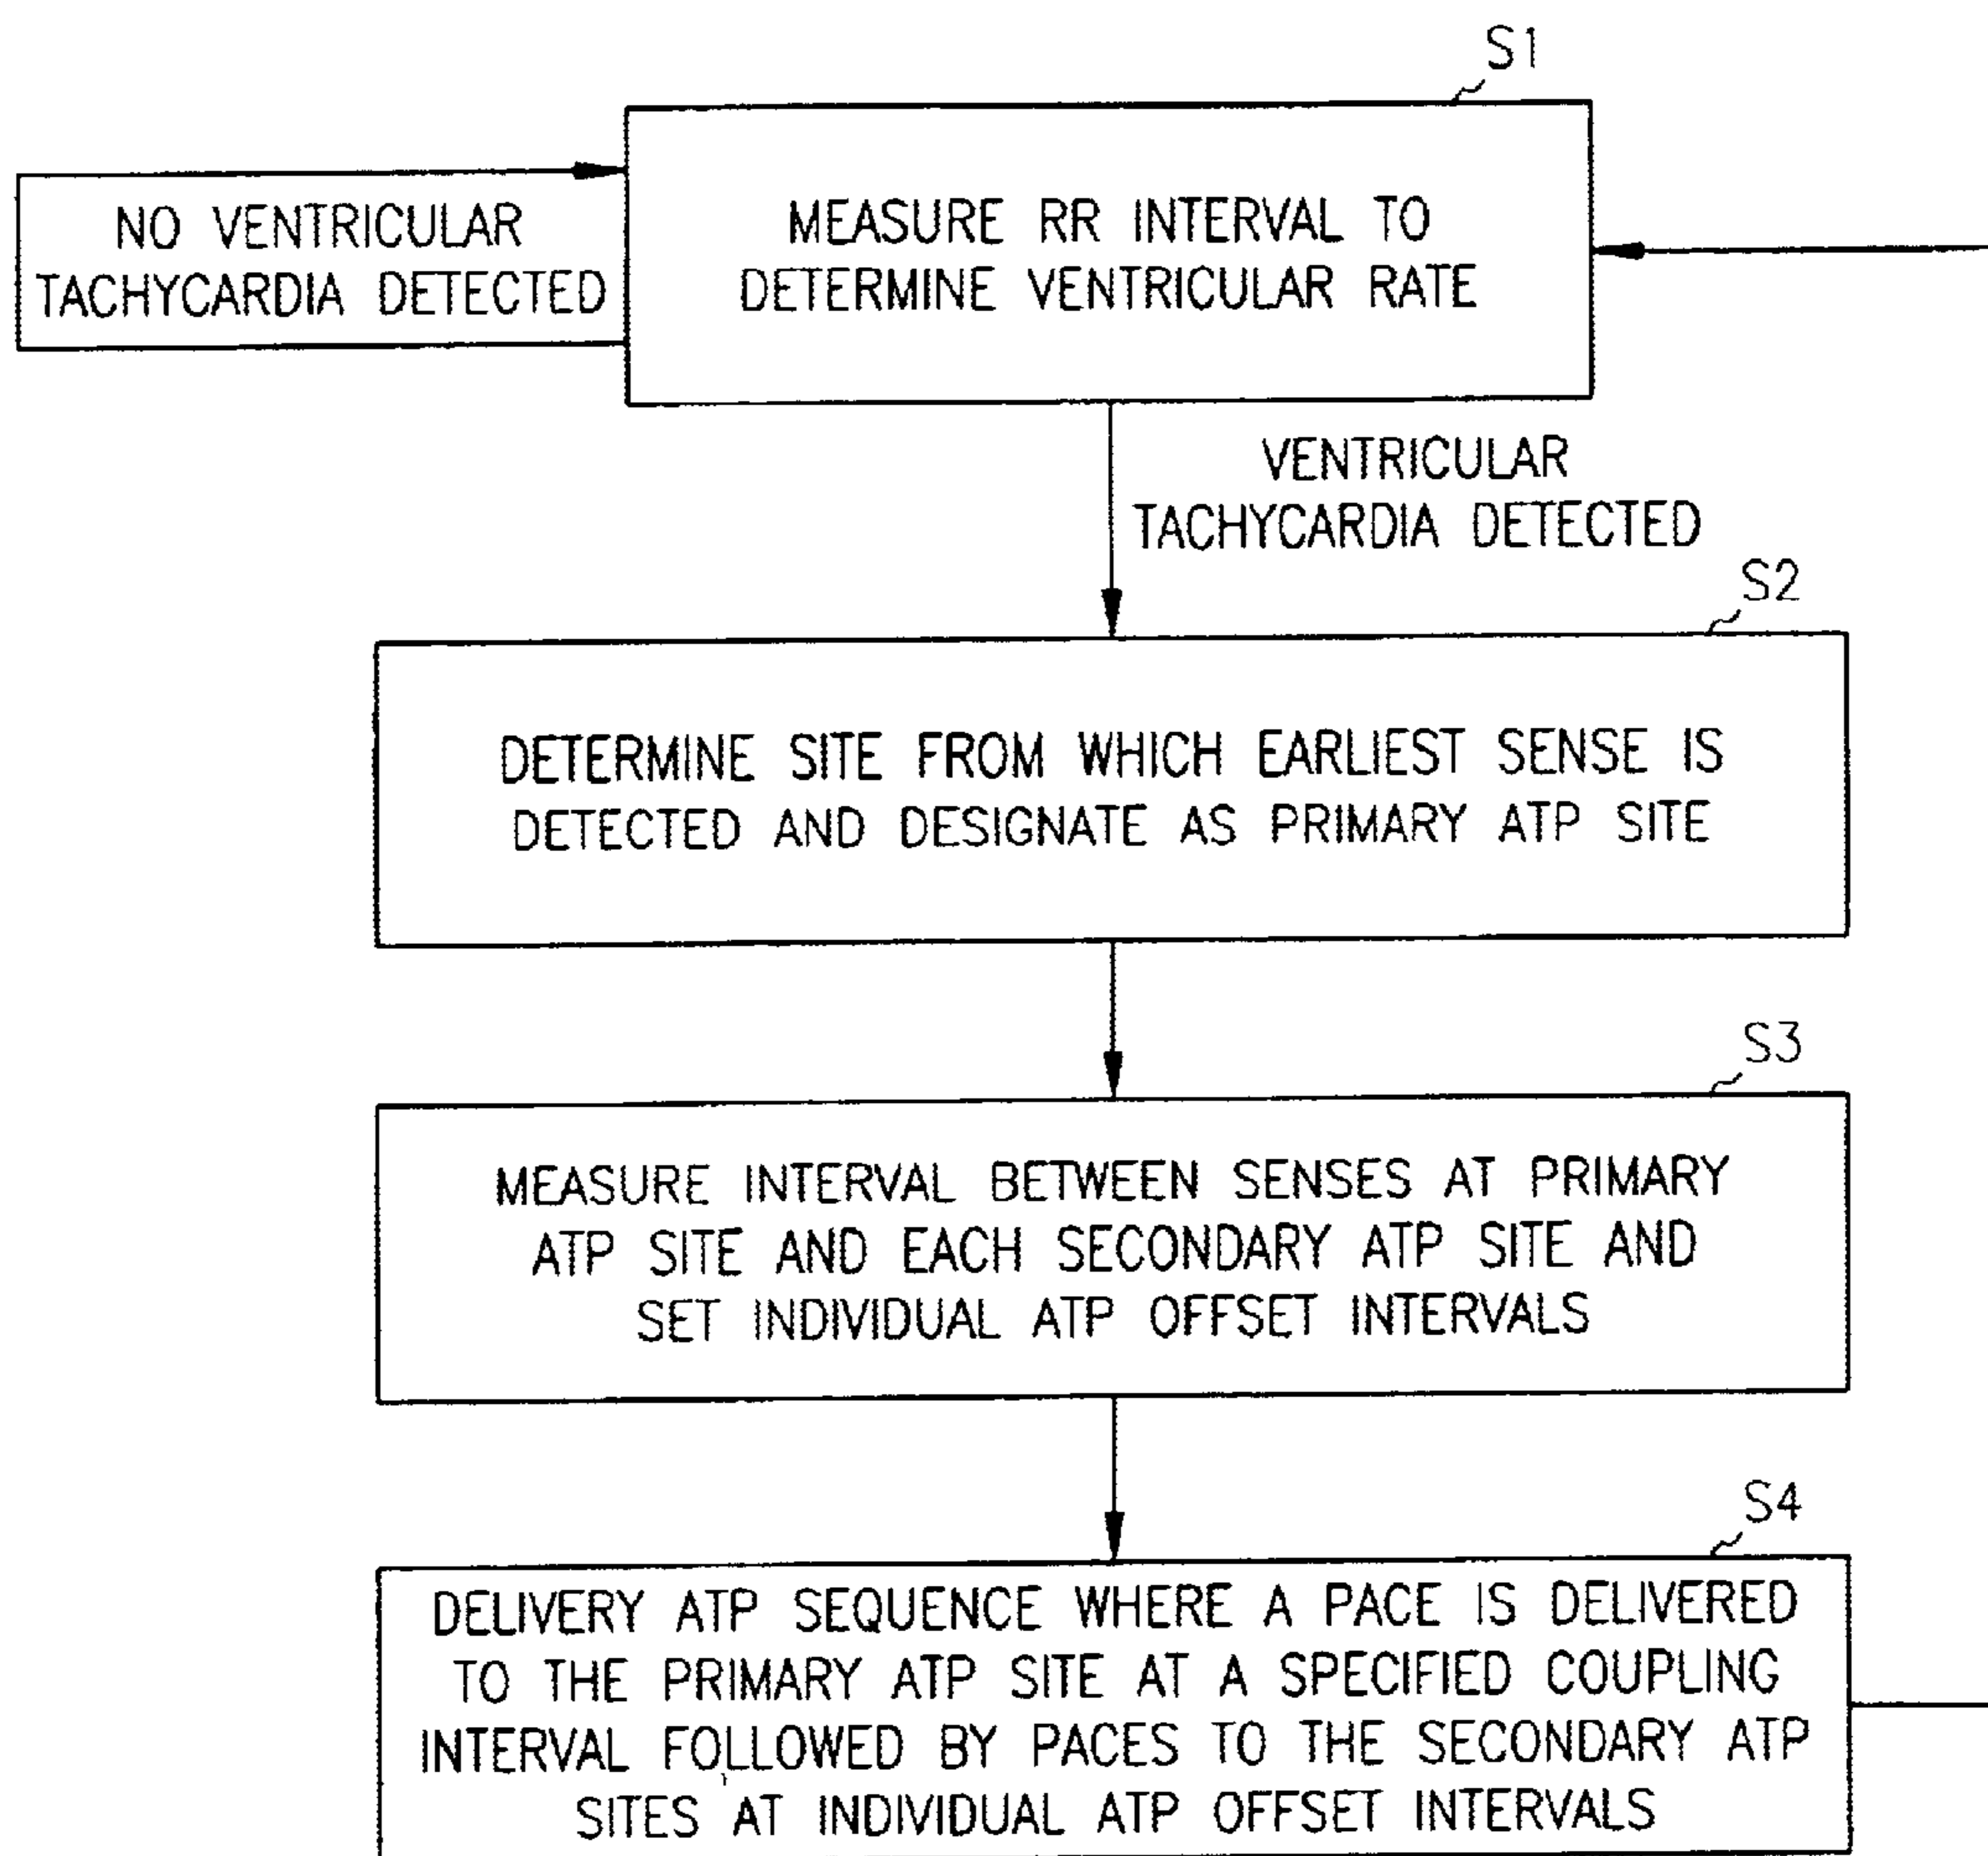 S1
NO VENTRICULAR
TACHYCARDIA DETECTED
MEASURE RR INTERVAL TO
DETERMINE VENTRICULAR RATE
VENTRICULAR
TACHYCARDIA DETECTED
S2
DETERMINE SITE FROM WHICH EARLIEST SENSE IS
DETECTED AND DESIGNATE AS PRIMARY ATP SITE
S3
MEASURE INTERVAL BETWEEN SENSES AT PRIMARY
ATP SITE AND EACH SECONDARY ATP SITE AND
SET INDIVIDUAL ATP OFFSET INTERVALS
S4
DELIVERY ATP SEQUENCE WHERE A PACE IS DELIVERED
TO THE PRIMARY ATP SITE AT A SPECIFIED COUPLING
INTERVAL FOLLOWED BY PACES TO THE SECONDARY ATP
SITES AT INDIVIDUAL ATP OFFSET INTERVALS